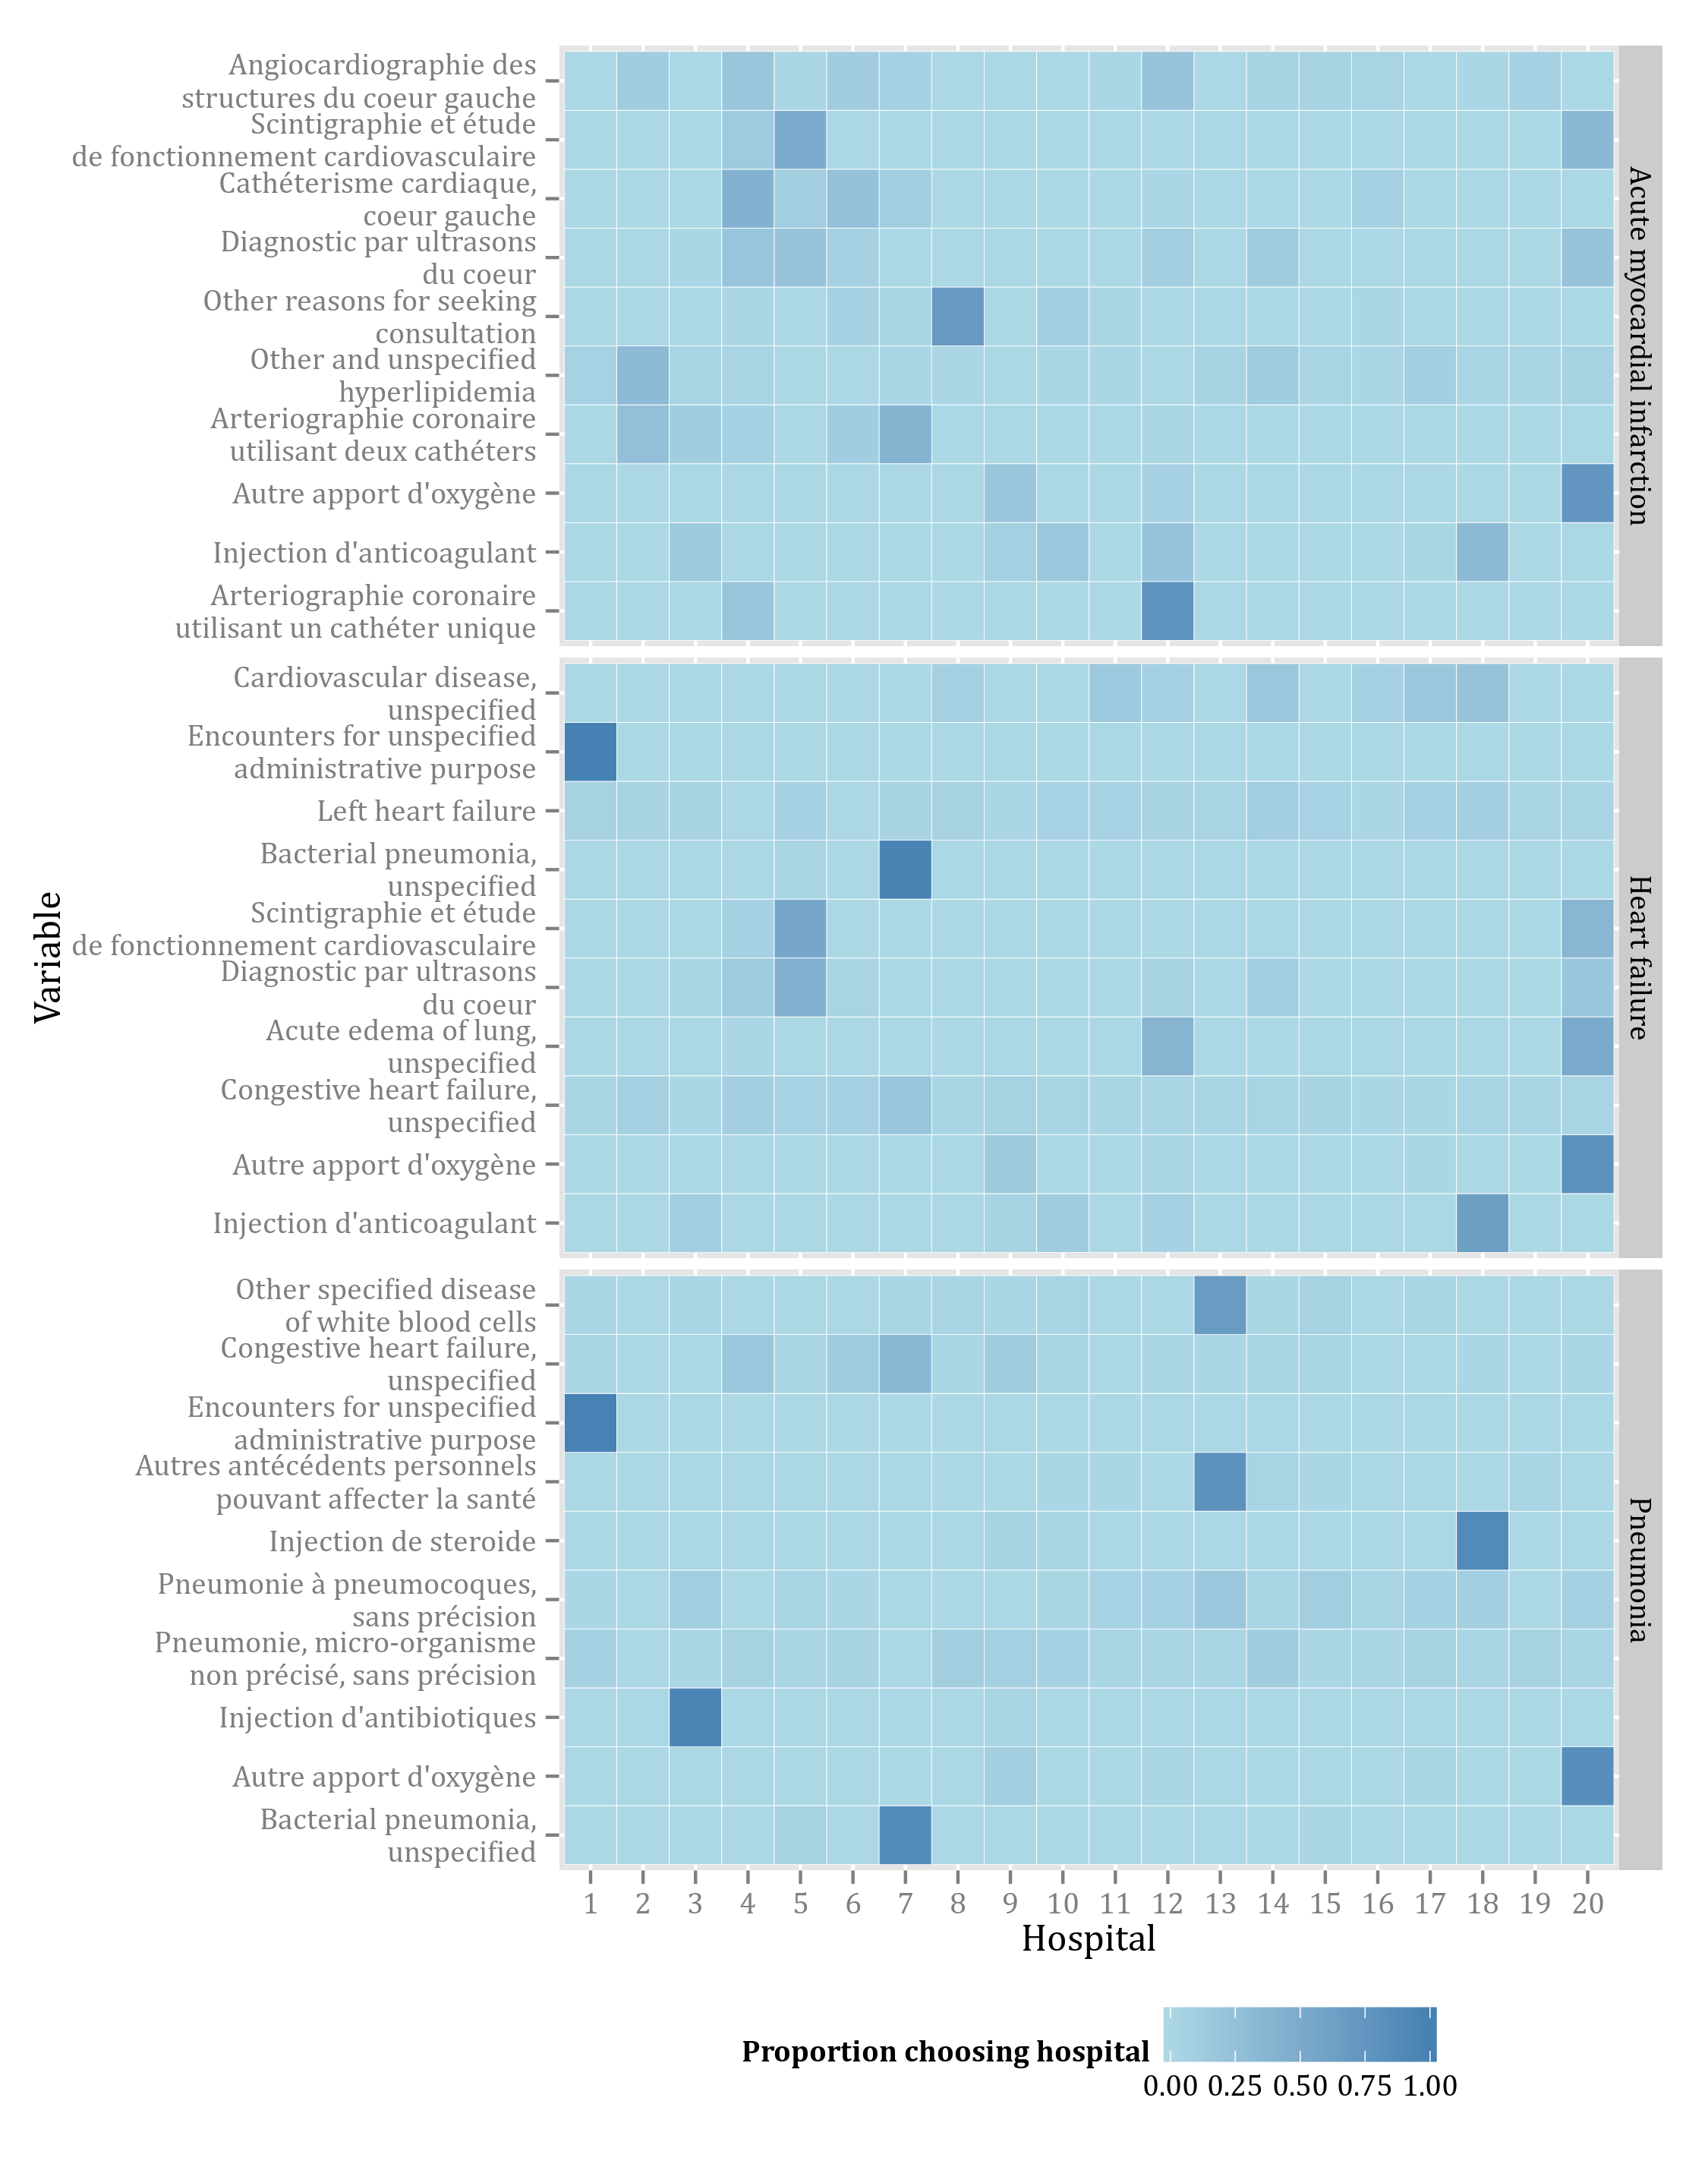 Angiocardiographie des
structures du coeur gauche
Scintigraphie et étude
de fonctionnement cardiovasculaire
Cathéterisme cardiaque,
coeur gauche
Diagnostic par ultrasons
du coeur
Other reasons for seeking
consultation
Other and unspecified
hyperlipidemia
Arteriographie coronaire
utilisant deux cathéters
Autre apport d'oxygène
Injection d'anticoagulant
Arteriographie coronaire
utilisant un cathéter unique
Acute myocardial infarction
Cardiovascular disease,
unspecified
Encounters for unspecified
administrative purpose
Left heart failure
Bacterial pneumonia,
unspecified
Scintigraphie et étude
de fonctionnement cardiovasculaire
Diagnostic par ultrasons
du coeur
Acute edema of lung,
unspecified
Congestive heart failure,
unspecified
Autre apport d'oxygène
Injection d'anticoagulant
Heart failure
Variable
Other specified disease
of white blood cells
Congestive heart failure,
unspecified
Encounters for unspecified
administrative purpose
Autres antécédents personnels
pouvant affecter la santé
Injection de steroide
Pneumonie à pneumocoques,
sans précision
Pneumonie, micro-organisme
non précisé, sans précision
Injection d'antibiotiques
Autre apport d'oxygène
Bacterial pneumonia,
unspecified
Pneumonia
1 2 3 4 5 6 7 8 9 10 11 12 13 14 15 16 17 18 19 20
Hospital
Proportion choosing hospital
0.00 0.25 0.50 0.75 1.00